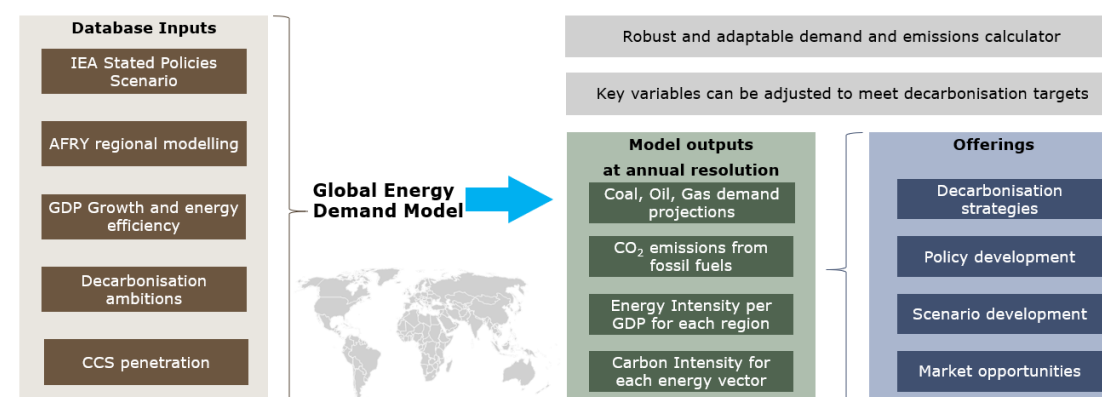 Database Inputs
IEA Stated Policies
Scenario
AFRY regional modelling
GDP Growth and energy
efficiency
Decarbonisation
ambitions
CCS penetration
Global Energy
Demand Model
Robust and adaptable demand and emissions calculator
Key variables can be adjusted to meet decarbonisation targets
Model outputs
at annual resolution
Coal, Oil, Gas demand
projections
CO₂ emissions from
fossil fuels
Energy Intensity per
GDP for each region
Carbon Intensity for
each energy vector
Offerings
Decarbonisation
strategies
Policy development
Scenario development
Market opportunities